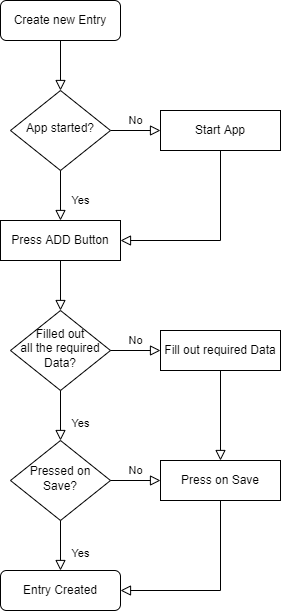 Create new Entry
App started?
No
Start App
Yes
Press ADD Button
Filled out
all the required
Data?
No
Fill out required Data
Yes
Pressed on
Save?
No
Press on Save
Yes
Entry Created